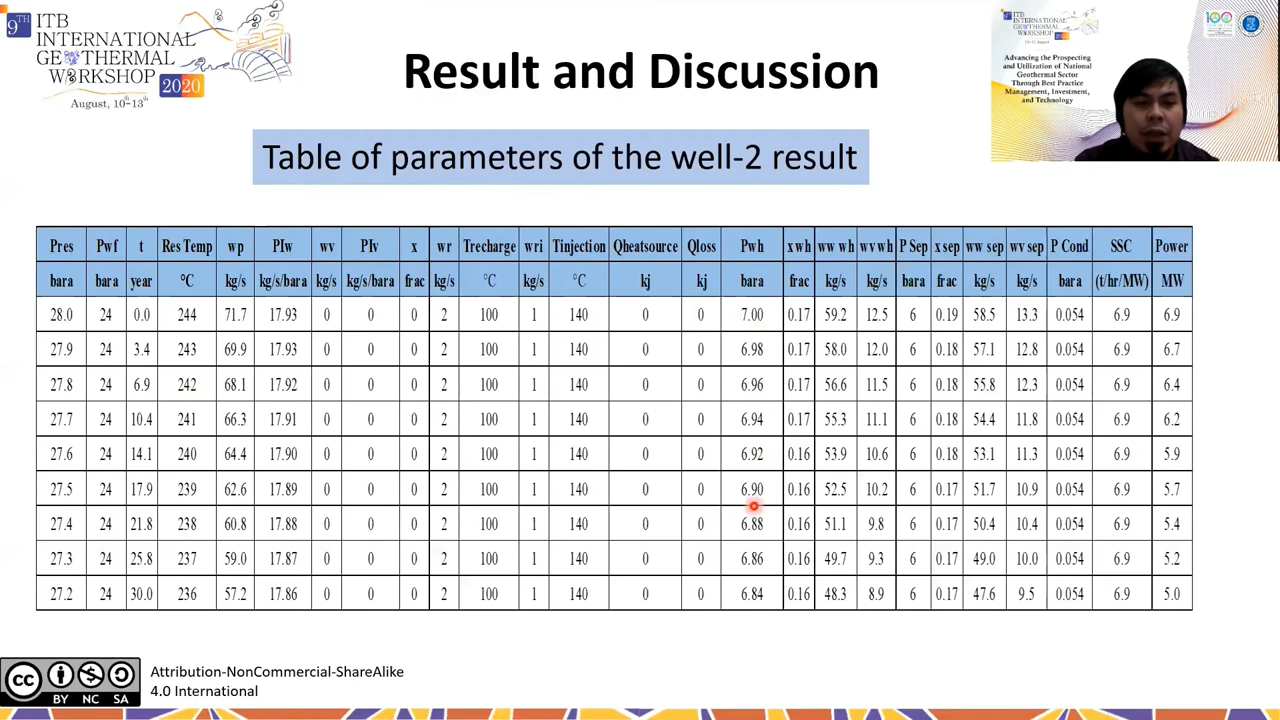 9TH ITB
INTERNATIONAL
GEOTHERMAL
WORKSHOP 2020
August, 10th-13th
Result and Discussion
Advancing the Prospecting
and Utilization of National
Geothermal Sector
Through Best Practice
Management, Investment,
and Technology
Table of parameters of the well-2 result
Pres Pwf t Res Temp wp PIw wv PIv x wr Trecharge wri Tinjection Qheatsource Qloss Pwh x wh ww wh wv wh P Sep x sep ww sep wv sep P Cond SSC Power
bara bara year °C kg/s kg/s/bara kg/s kg/s/bara frac kg/s °C kg/s °C kj kj bara frac kg/s kg/s bara frac kg/s kg/s bara (t/hr/MW) MW
28.0 24 0.0 244 71.7 17.93 0 0 0 2 100 1 140 0 0 7.00 0.17 59.2 12.5 6 0.19 58.5 13.3 0.054 6.9 6.9
27.9 24 3.4 243 69.9 17.93 0 0 0 2 100 1 140 0 0 6.98 0.17 58.0 12.0 6 0.18 57.1 12.8 0.054 6.9 6.7
27.8 24 6.9 242 68.1 17.92 0 0 0 2 100 1 140 0 0 6.96 0.17 56.6 11.5 6 0.18 55.8 12.3 0.054 6.9 6.4
27.7 24 10.4 241 66.3 17.91 0 0 0 2 100 1 140 0 0 6.94 0.17 55.3 11.1 6 0.18 54.4 11.8 0.054 6.9 6.2
27.6 24 14.1 240 64.4 17.90 0 0 0 2 100 1 140 0 0 6.92 0.16 53.9 10.6 6 0.18 53.1 11.3 0.054 6.9 5.9
27.5 24 17.9 239 62.6 17.89 0 0 0 2 100 1 140 0 0 6.90 0.16 52.5 10.2 6 0.17 51.7 10.9 0.054 6.9 5.7
27.4 24 21.8 238 60.8 17.88 0 0 0 2 100 1 140 0 0 6.88 0.16 51.1 9.8 6 0.17 50.4 10.4 0.054 6.9 5.4
27.3 24 25.8 237 59.0 17.87 0 0 0 2 100 1 140 0 0 6.86 0.16 49.7 9.3 6 0.17 49.0 10.0 0.054 6.9 5.2
27.2 24 30.0 236 57.2 17.86 0 0 0 2 100 1 140 0 0 6.84 0.16 48.3 8.9 6 0.17 47.6 9.5 0.054 6.9 5.0
cc BY NC SA
Attribution-NonCommercial-ShareAlike
4.0 International